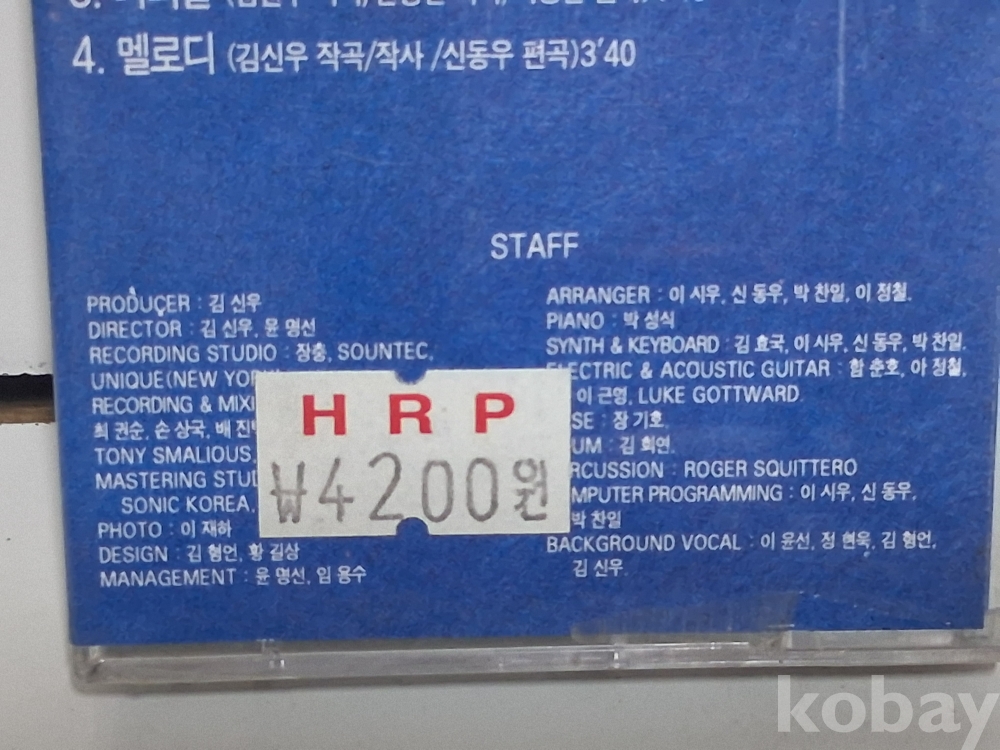 4. 멜로디 (김신우 작곡/작사 /신동우 편곡)3'40
STAFF
PRODUCER : 김 신우
DIRECTOR : 김 신우, 윤 명선
RECORDING STUDIO : 장충, SOUNTEC,
UNIQUE(NEW YOR
RECORDING & MIXI
최 권순, 손 상국, 배 진
TONY SMALIOUS.
MASTERING STUD
SONIC KOREA,
PHOTO : 이 재하
DESIGN : 김 형언, 황 길상
MANAGEMENT : 윤 명선, 임 용수
H R P
₩4200원
ARRANGER : 이 시우, 신 동우, 박 찬일, 이 정철.
PIANO : 박 성식
SYNTH & KEYBOARD : 김 효국, 이 시우, 신 동우, 박 찬일.
ELECTRIC & ACOUSTIC GUITAR : 함 춘호, 아 정철,
이 근영, LUKE GOTTWARD.
SE : 장 기호.
UM : 김 희연.
RCUSSION : ROGER SQUITTERO
MPUTER PROGRAMMING : 이 시우, 신 동우,
박 찬일
BACKGROUND VOCAL : 이 윤선, 정 현욱, 김 형언,
김 신우.
kobay